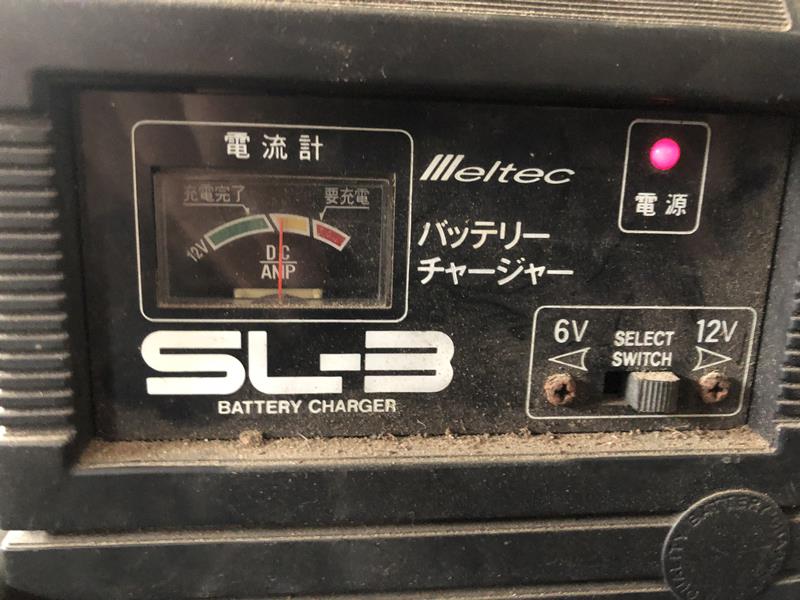 電流計
充電完了
要充電
12V
DC
AMP
Meltec
バッテリー
チャージャー
電源
SL-3
BATTERY CHARGER
6V
SELECT
SWITCH
12V